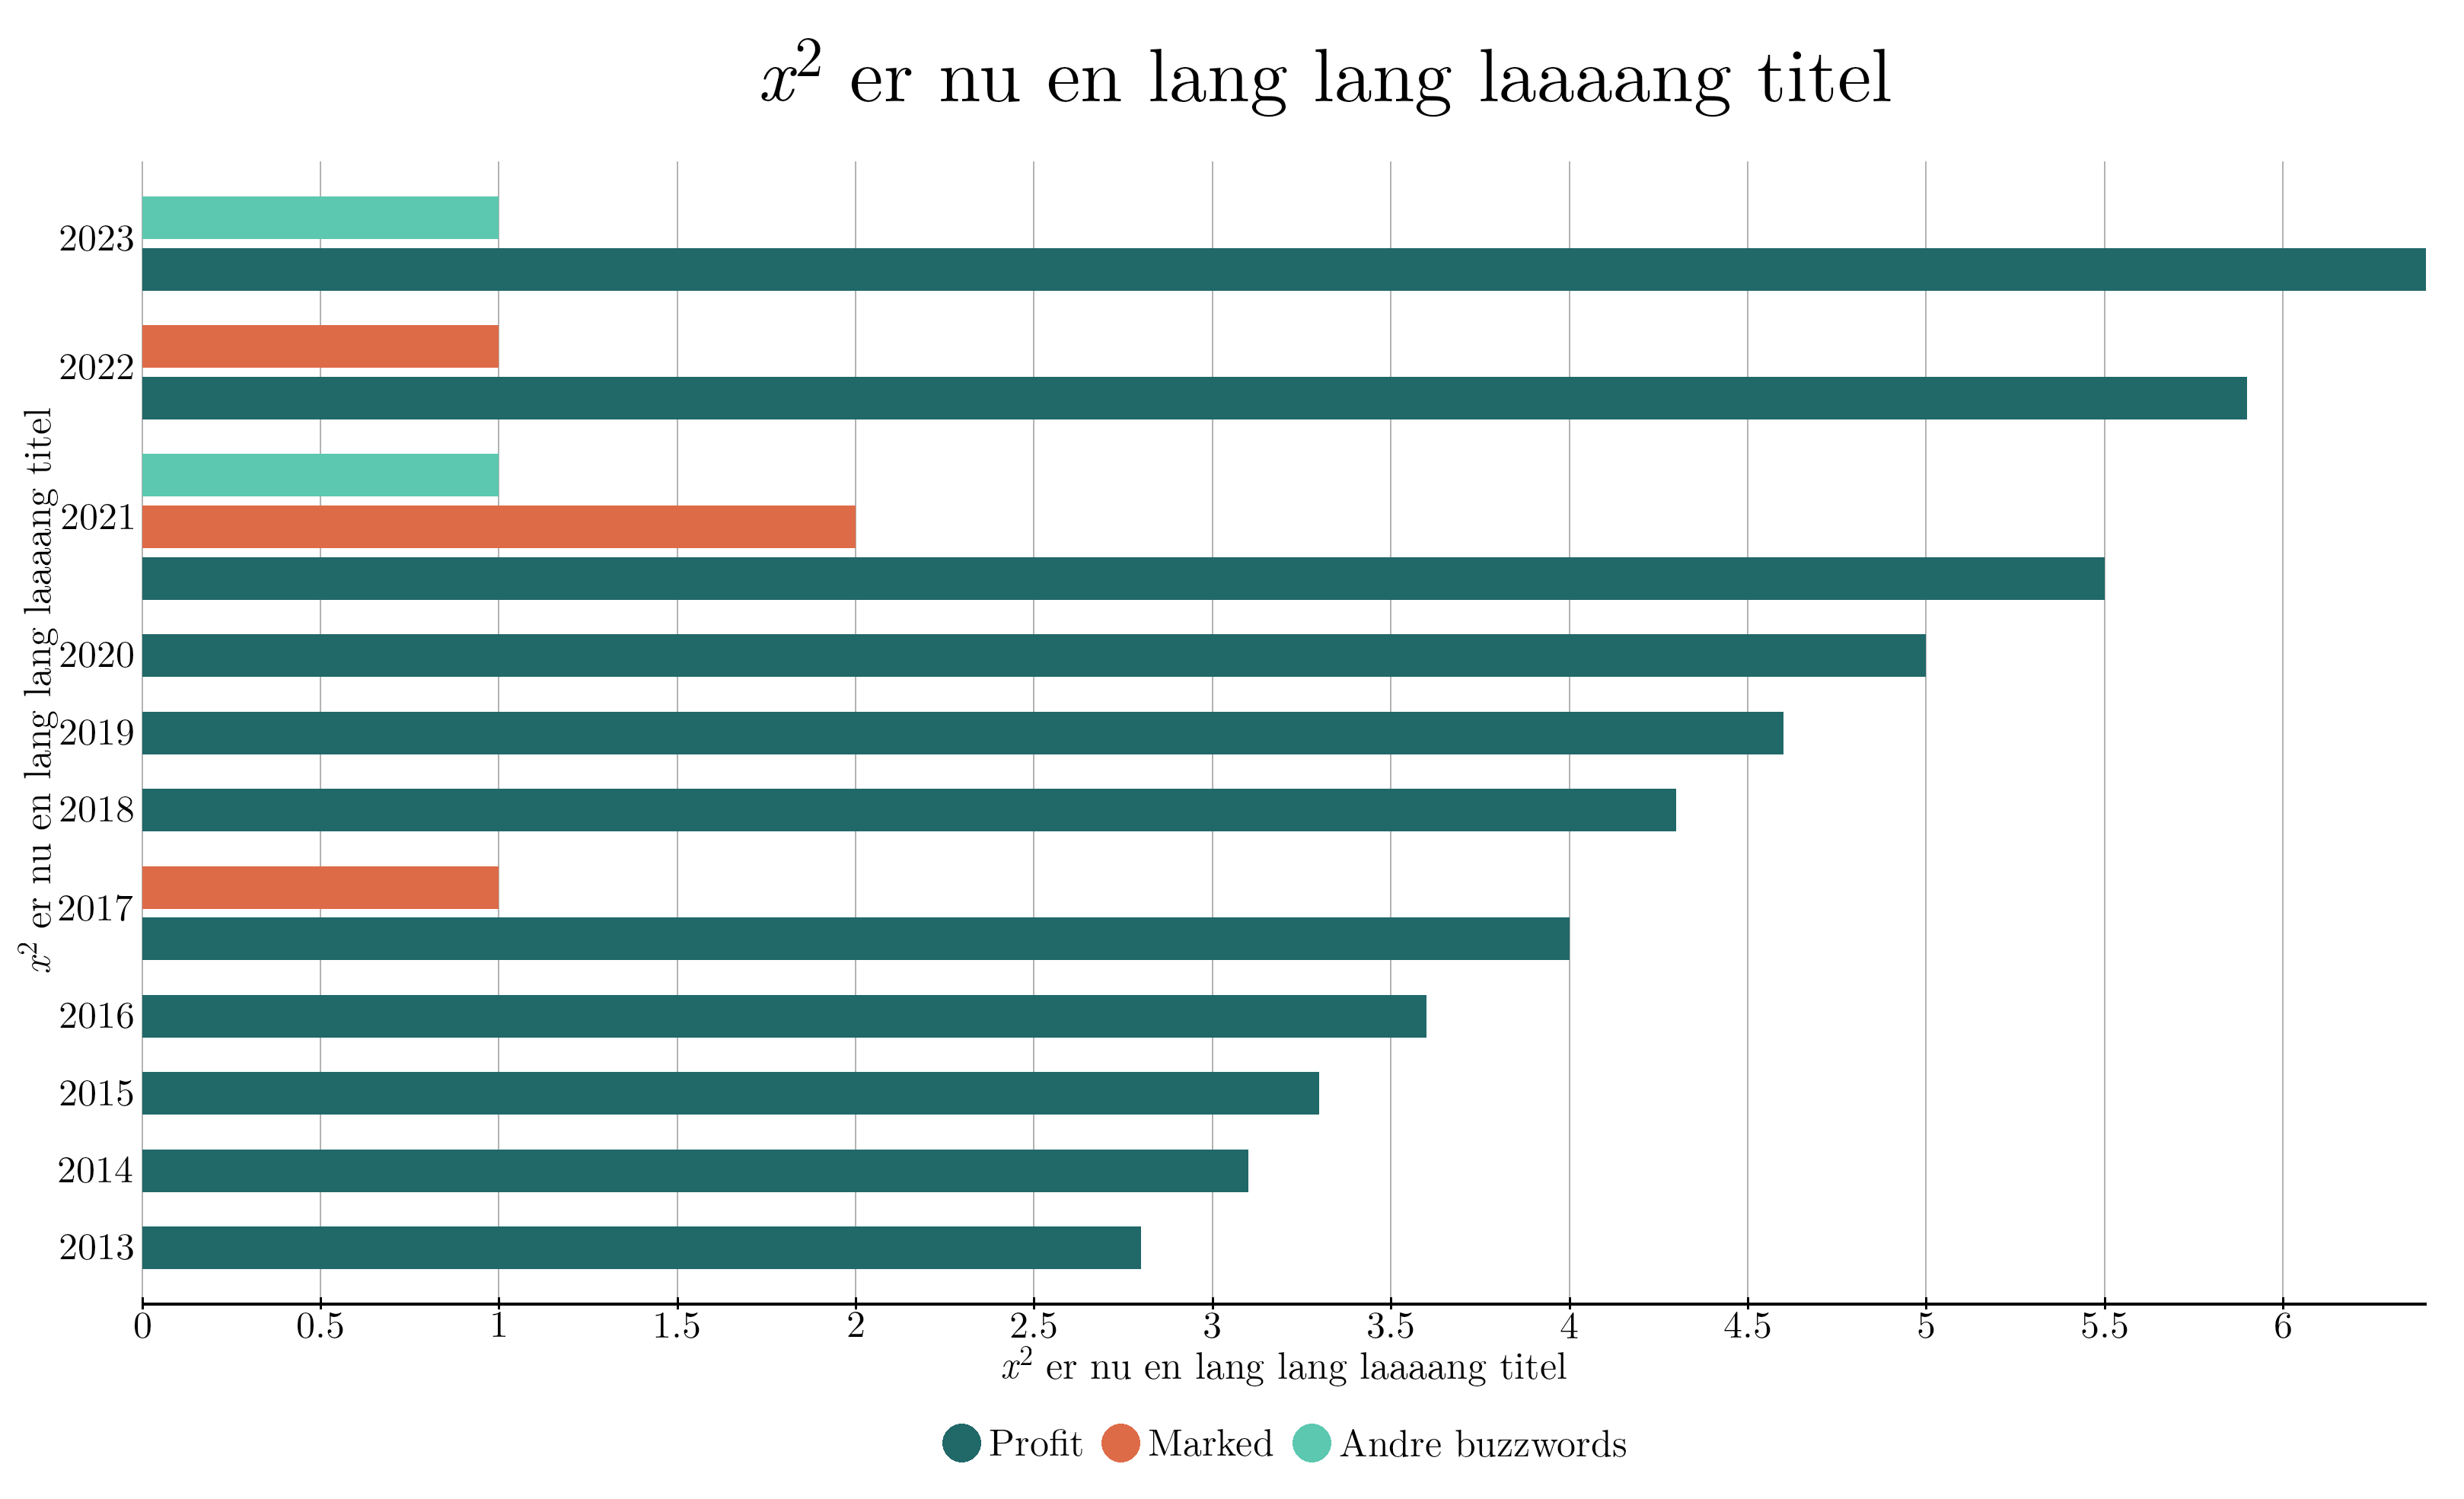 x² er nu en lang lang laaaang titel
x² er nu en lang lang laaaang titel
2023
2022
2021
2020
2019
2018
2017
2016
2015
2014
2013
0 0.5 1 1.5 2 2.5 3 3.5 4 4.5 5 5.5 6
x² er nu en lang lang laaaang titel
Profit Marked Andre buzzwords